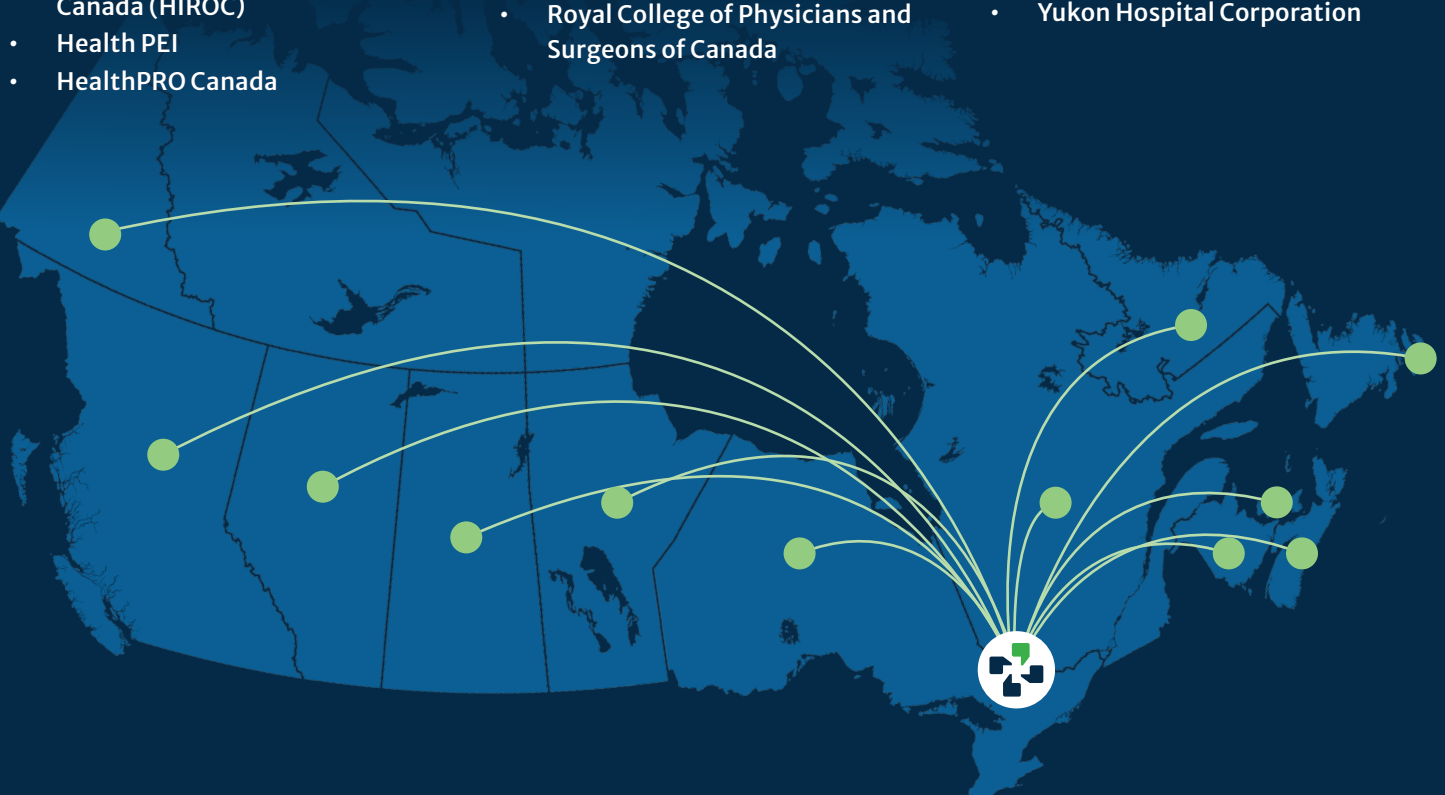 Canada (HIROC)
• Health PEI
• HealthPRO Canada
• Royal College of Physicians and
Surgeons of Canada
• Yukon Hospital Corporation